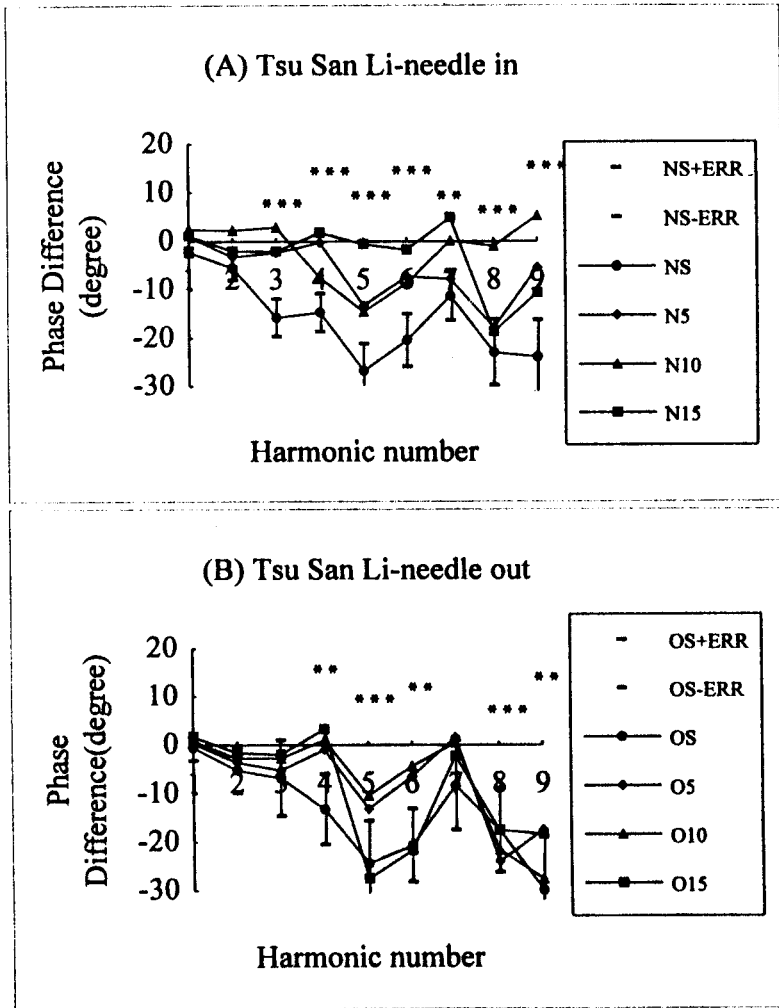 (A) Tsu San Li-needle in
Phase Difference
(degree)
20
10
0
-10
-20
-30
*** *** *** *** ** *** ***
2 3 4 5 6 7 8 9
Harmonic number
NS+ERR
NS-ERR
NS
N5
N10
N15
(B) Tsu San Li-needle out
Phase
Difference(degree)
20
10
0
-10
-20
-30
** *** ** *** **
2 3 4 5 6 7 8 9
Harmonic number
OS+ERR
OS-ERR
OS
O5
O10
O15